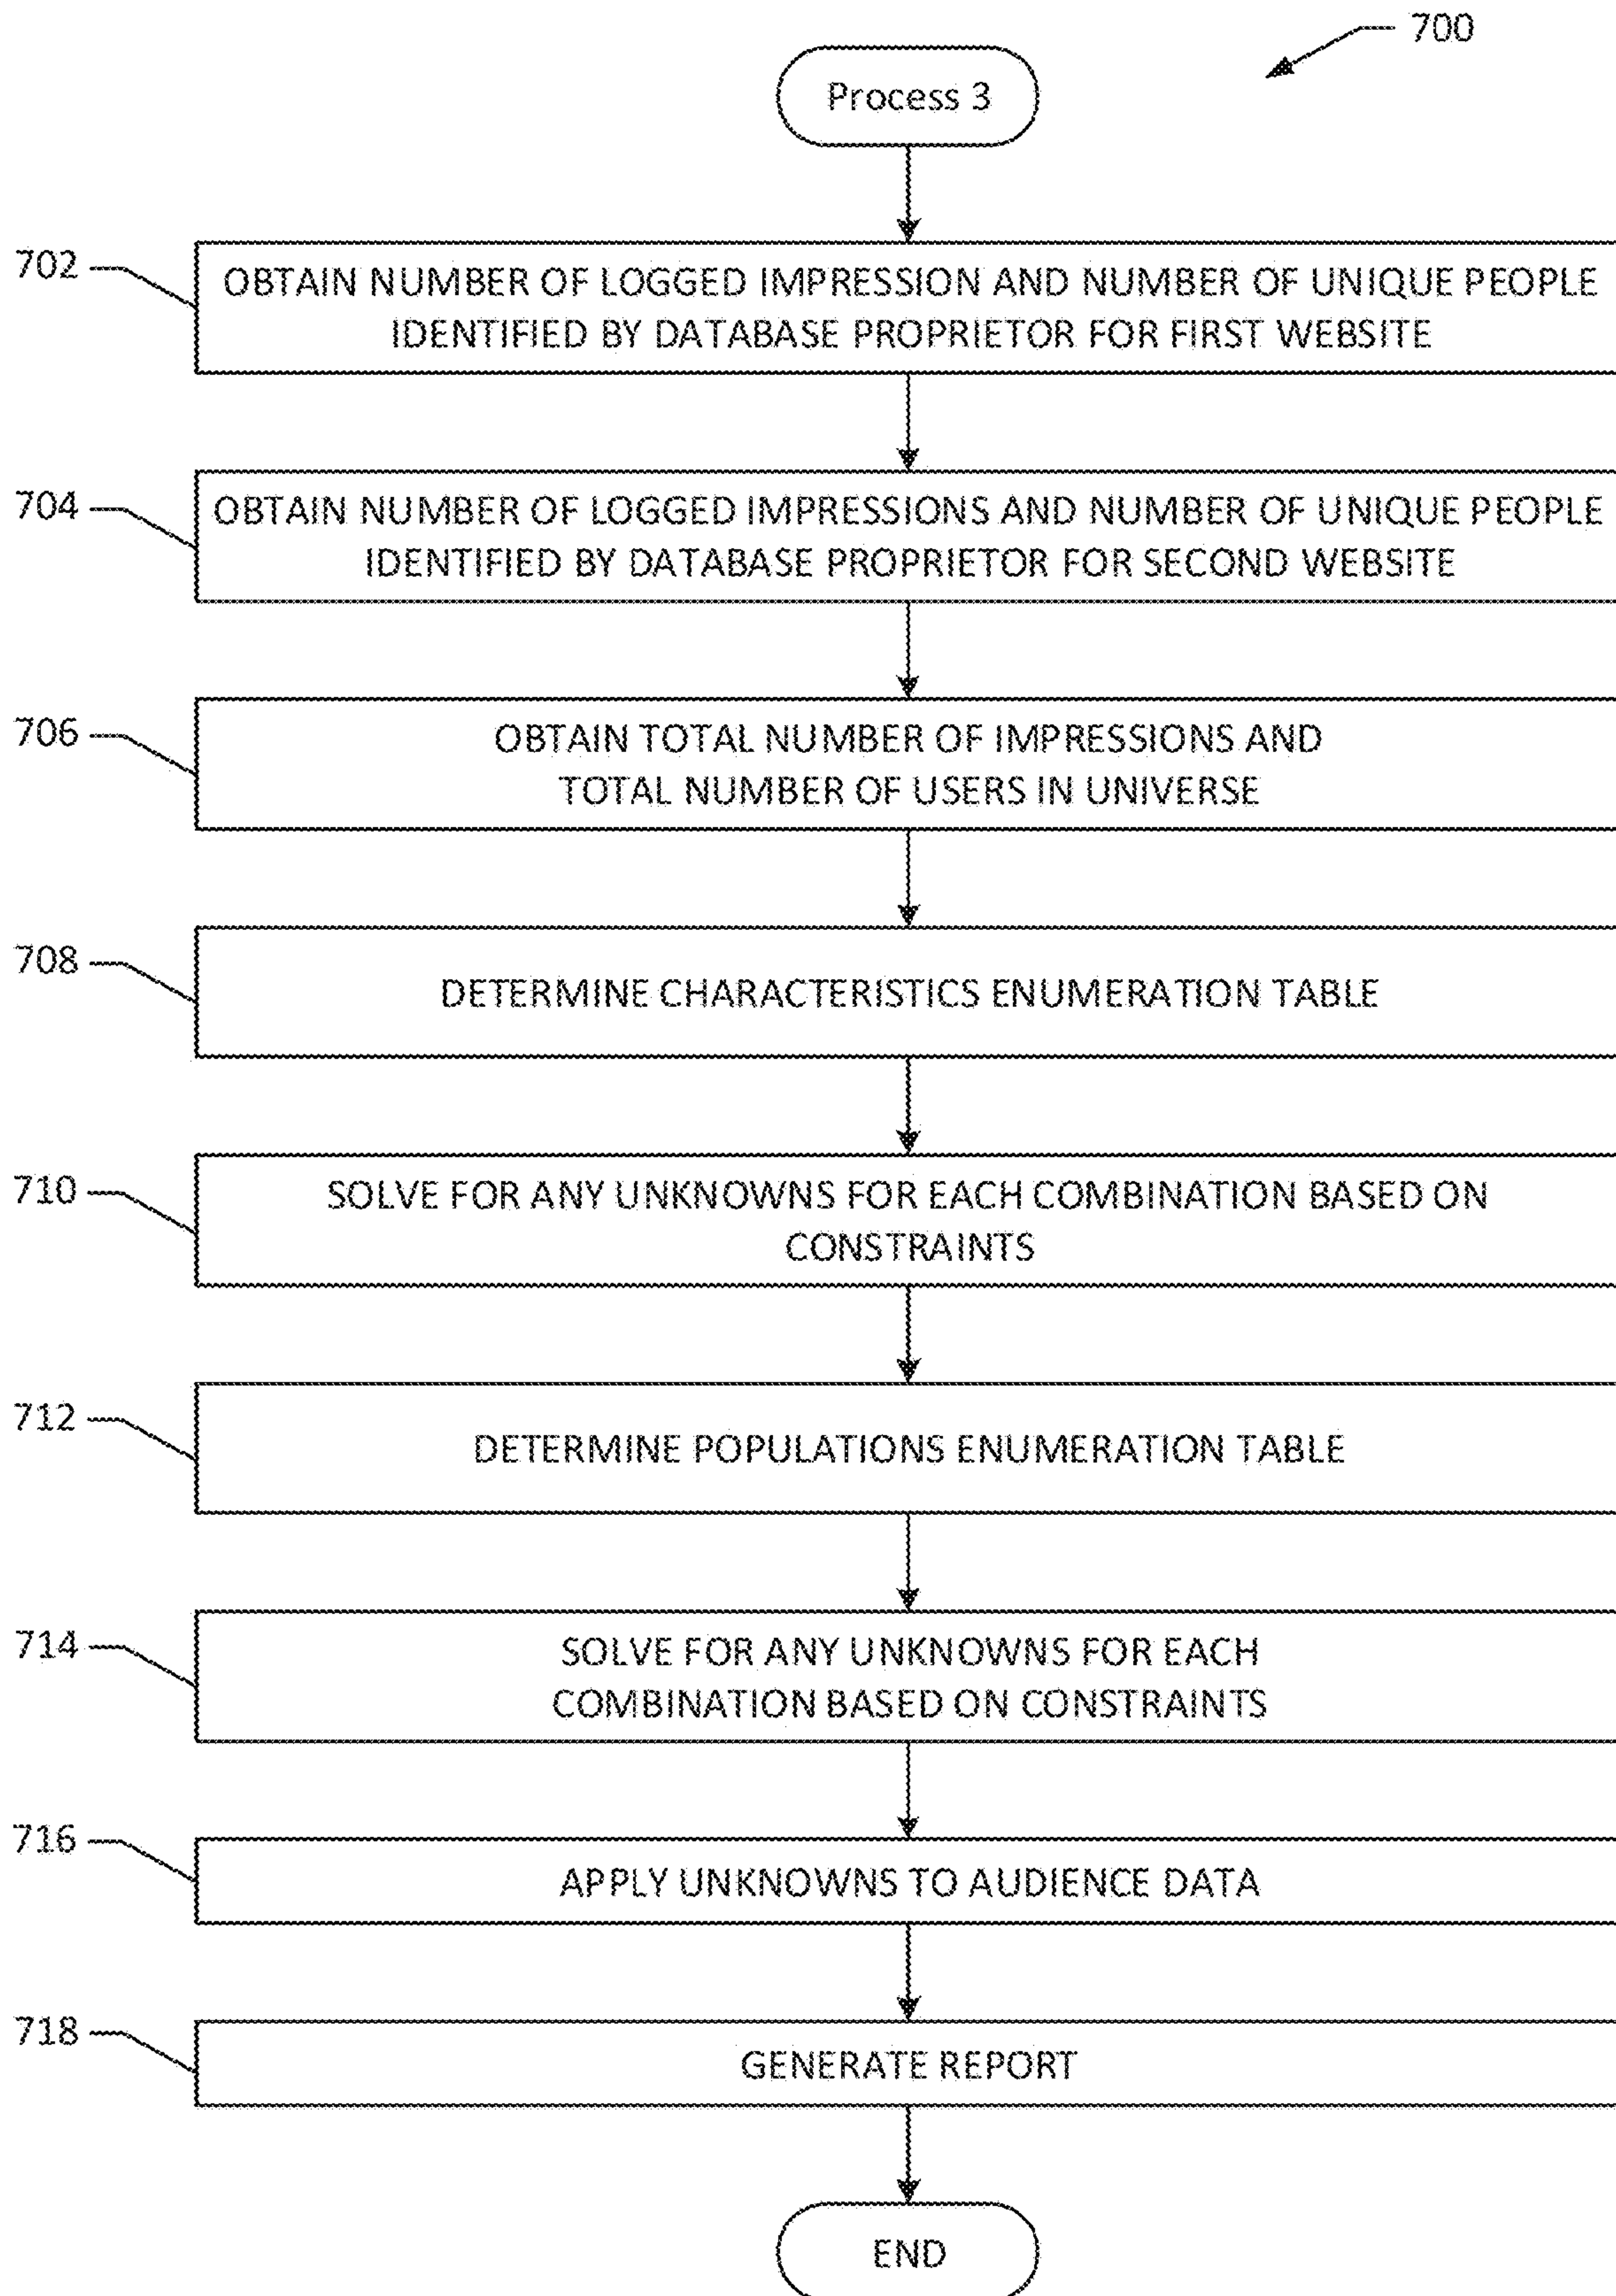 700
Process 3
702
OBTAIN NUMBER OF LOGGED IMPRESSION AND NUMBER OF UNIQUE PEOPLE
IDENTIFIED BY DATABASE PROPRIETOR FOR FIRST WEBSITE
704
OBTAIN NUMBER OF LOGGED IMPRESSIONS AND NUMBER OF UNIQUE PEOPLE
IDENTIFIED BY DATABASE PROPRIETOR FOR SECOND WEBSITE
706
OBTAIN TOTAL NUMBER OF IMPRESSIONS AND
TOTAL NUMBER OF USERS IN UNIVERSE
708
DETERMINE CHARACTERISTICS ENUMERATION TABLE
710
SOLVE FOR ANY UNKNOWNS FOR EACH COMBINATION BASED ON
CONSTRAINTS
712
DETERMINE POPULATIONS ENUMERATION TABLE
714
SOLVE FOR ANY UNKNOWNS FOR EACH
COMBINATION BASED ON CONSTRAINTS
716
APPLY UNKNOWNS TO AUDIENCE DATA
718
GENERATE REPORT
END